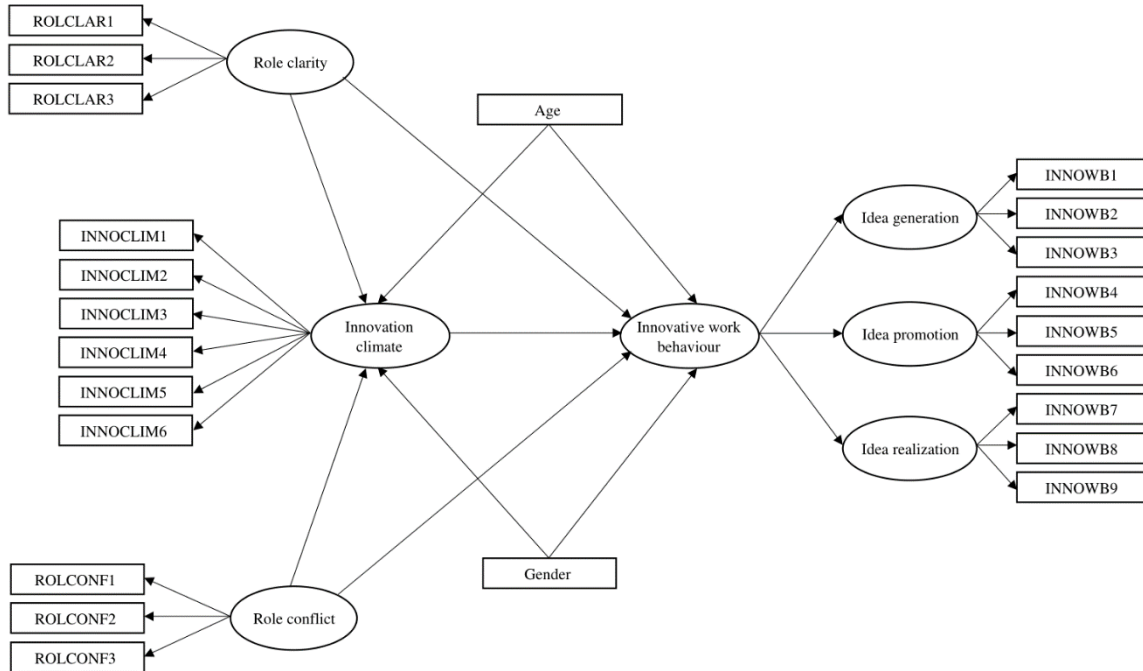 ROLCLAR1
ROLCLAR2
ROLCLAR3
Role clarity
Age
INNOCLIM1
INNOCLIM2
INNOCLIM3
INNOCLIM4
INNOCLIM5
INNOCLIM6
Innovation
climate
Innovative work
behaviour
Idea generation
Idea promotion
Idea realization
INNOWB1
INNOWB2
INNOWB3
INNOWB4
INNOWB5
INNOWB6
INNOWB7
INNOWB8
INNOWB9
Gender
ROLCONF1
ROLCONF2
ROLCONF3
Role conflict